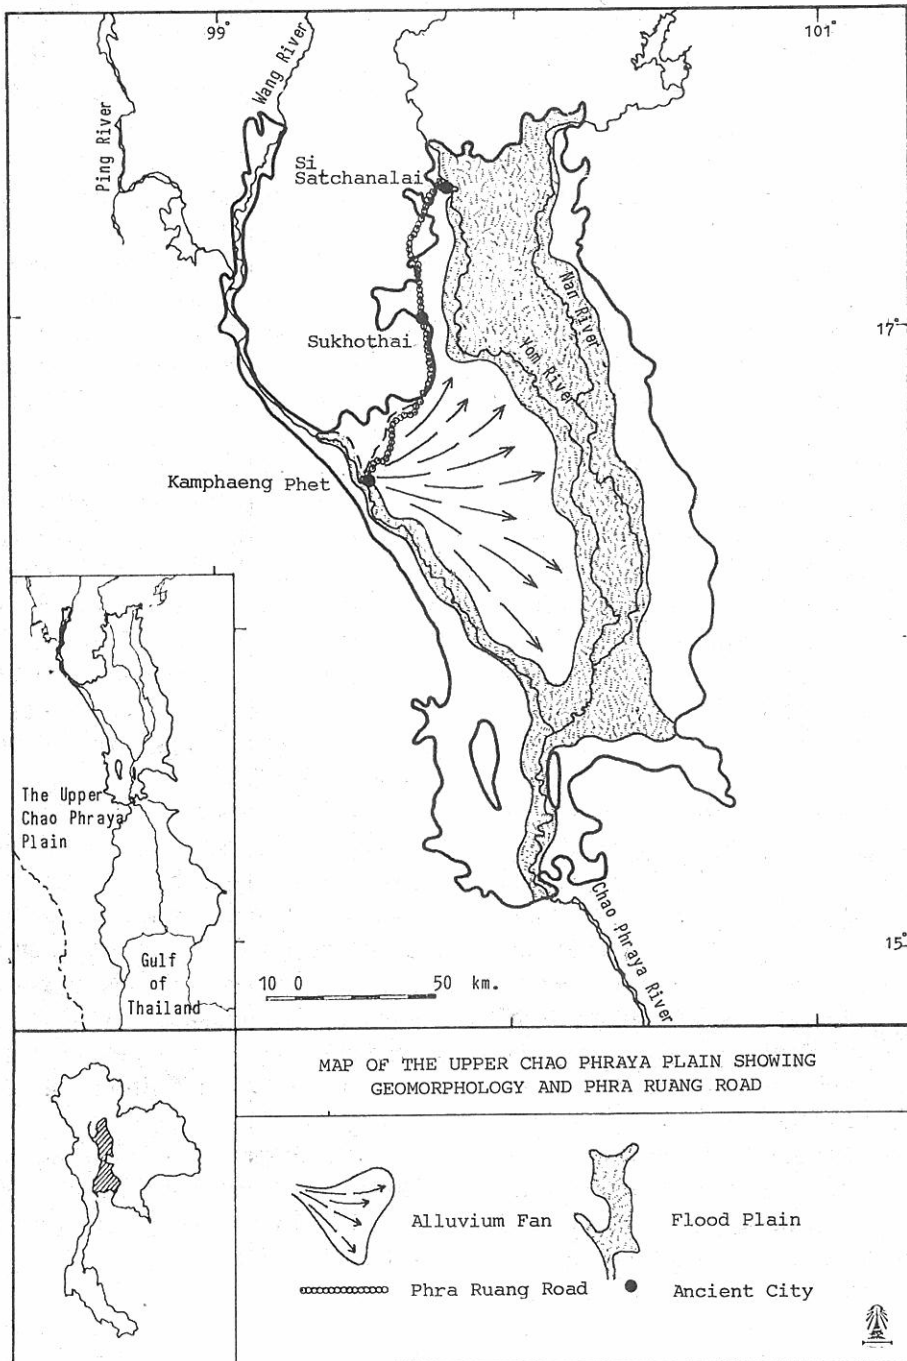 99°
101°
Ping River
Wang River
Si
Satchanalai
Nan River
17°
Sukhothai
Yom River
Kamphaeng Phet
The Upper
Chao Phraya
Plain
Chao Phraya River
15°
Gulf
of
Thailand
10 0 50 km.
MAP OF THE UPPER CHAO PHRAYA PLAIN SHOWING
GEOMORPHOLOGY AND PHRA RUANG ROAD
Alluvium Fan
Flood Plain
Phra Ruang Road
Ancient City